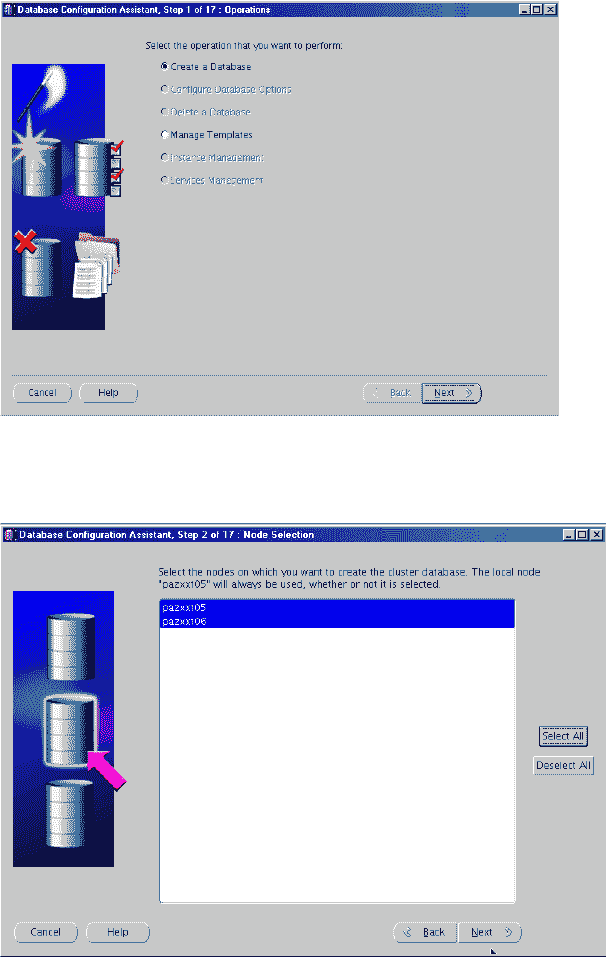 Database Configuration Assistant, Step 1 of 17 : Operations
Select the operation that you want to perform:
Create a Database
Configure Database Options
Delete a Database
Manage Templates
Instance Management
Services Management
Cancel
Help
Back
Next
Database Configuration Assistant, Step 2 of 17 : Node Selection
Select the nodes on which you want to create the cluster database. The local node
"pazxxt05" will always be used, whether or not it is selected.
pazxxt05
pazxxt06
Select All
Deselect All
Cancel
Help
Back
Next